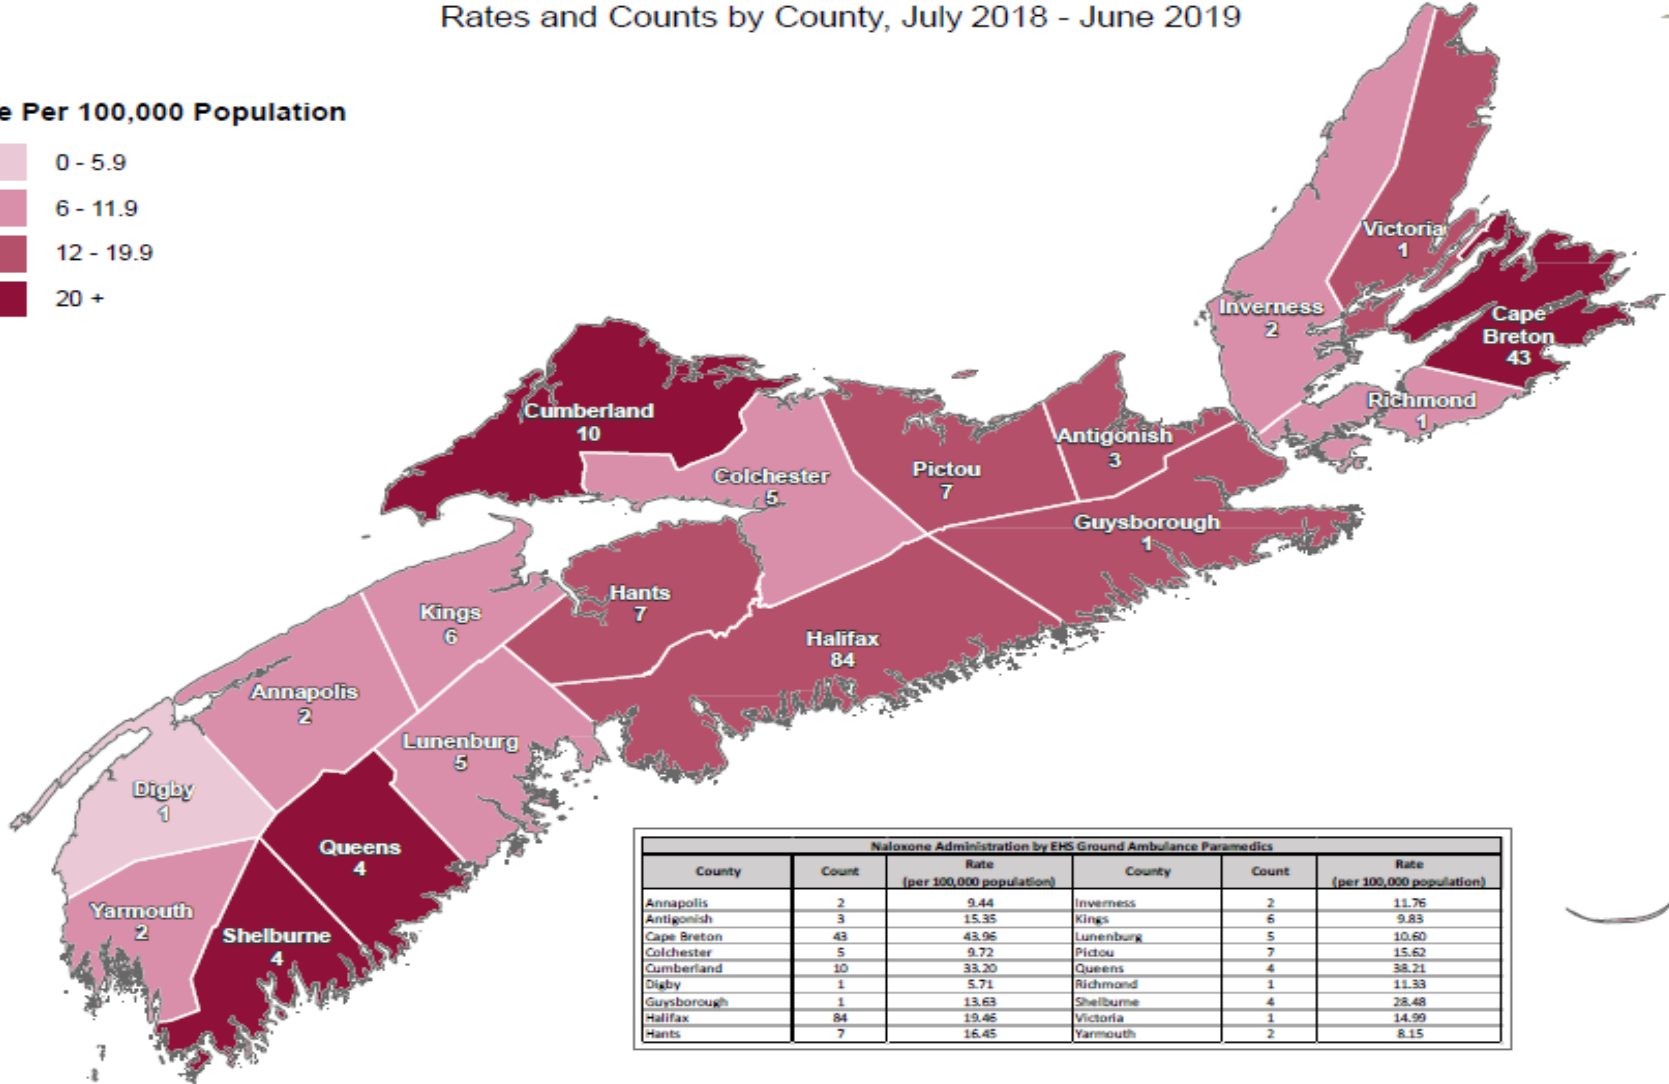 Rates and Counts by County, July 2018 - June 2019
e Per 100,000 Population
0 - 5.9
6 - 11.9
12 - 19.9
20 +
Victoria
1
Inverness
2
Cape
Breton
43
Richmond
1
Cumberland
10
Antigonish
3
Colchester
5
Pictou
7
Guysborough
1
Hants
7
Kings
6
Halifax
84
Annapolis
2
Lunenburg
5
Digby
1
Queens
4
Yarmouth
2
Shelburne
4
Naloxone Administration by EHS Ground Ambulance Paramedics
County Count Rate (per 100,000 population) County Count Rate (per 100,000 population)
Annapolis 2 9.44 Inverness 2 11.76
Antigonish 3 15.35 Kings 6 9.83
Cape Breton 43 43.96 Lunenburg 5 10.60
Colchester 5 9.72 Pictou 7 15.62
Cumberland 10 33.20 Queens 4 38.21
Digby 1 5.71 Richmond 1 11.33
Guysborough 1 13.63 Shelburne 4 28.48
Halifax 84 19.46 Victoria 1 14.99
Hants 7 16.45 Yarmouth 2 8.15